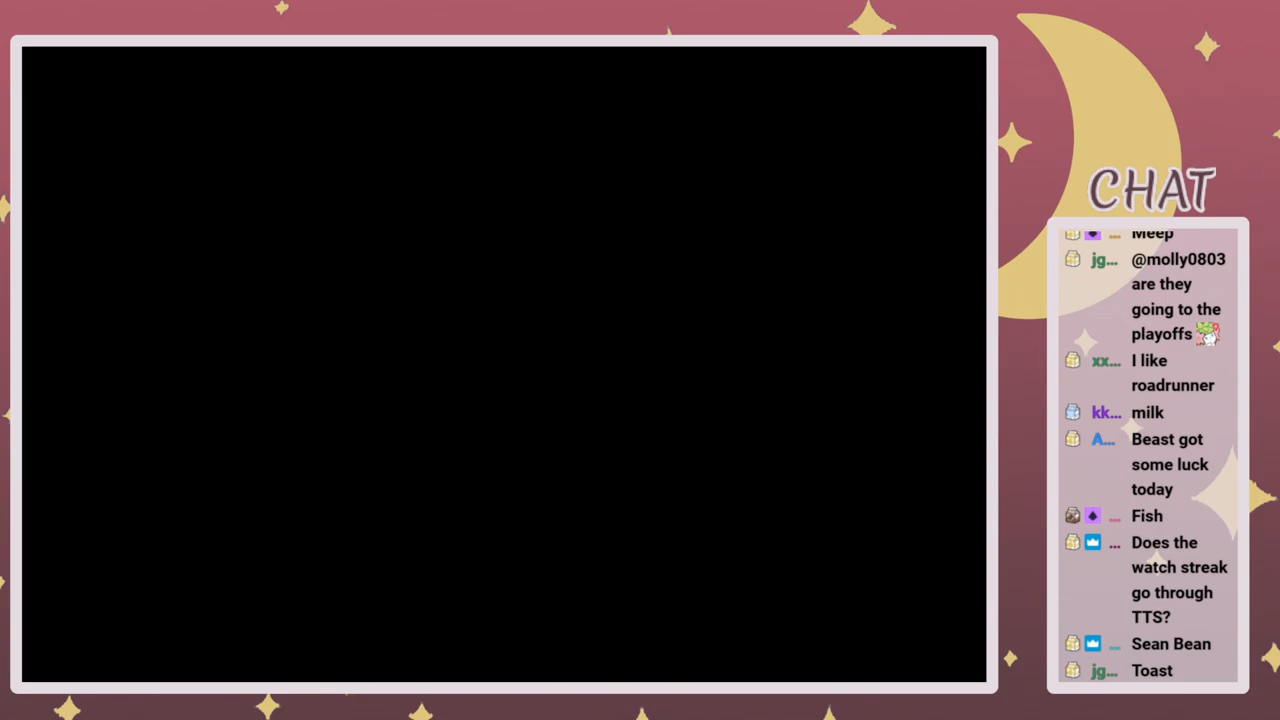 CHAT
Meep
jg... @molly0803
are they
going to the
playoffs
xx... I like
roadrunner
kk... milk
A... Beast got
some luck
today
... Fish
... Does the
watch streak
go through
TTS?
... Sean Bean
jg... Toast